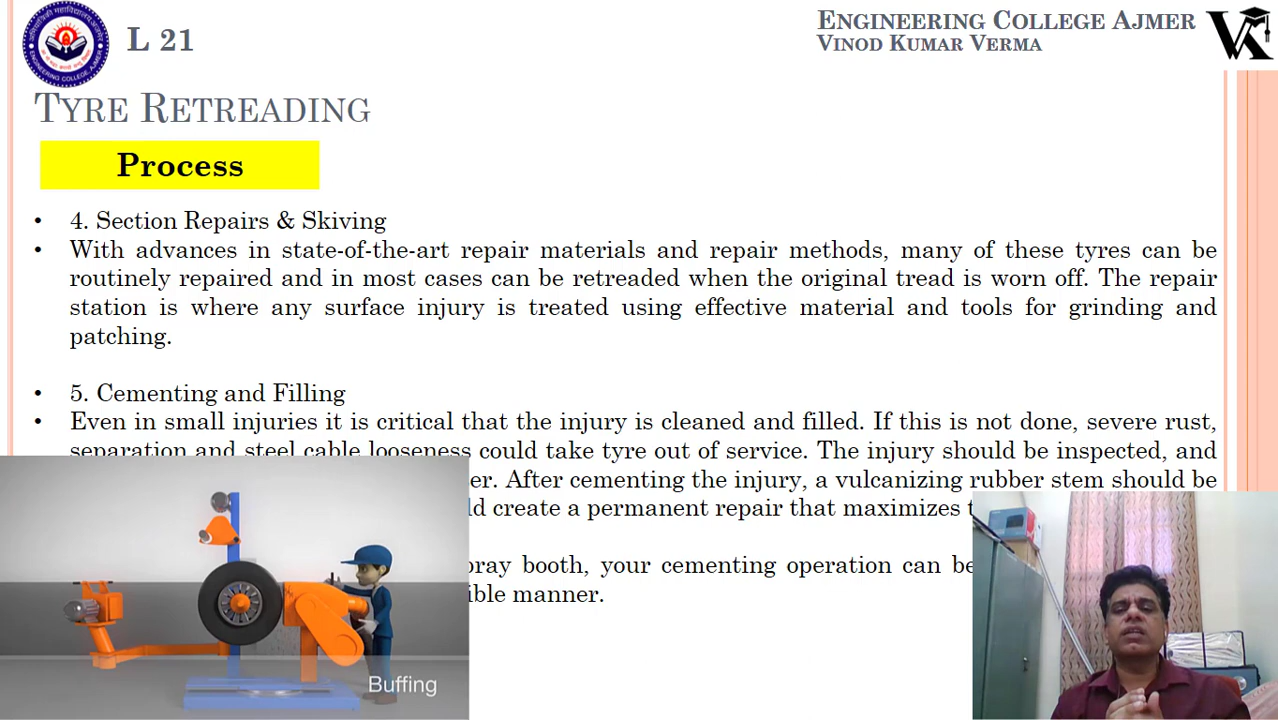 L 21
ENGINEERING COLLEGE AJMER
VINOD KUMAR VERMA
TYRE RETREADING
Process
• 4. Section Repairs & Skiving
• With advances in state-of-the-art repair materials and repair methods, many of these tyres can be
routinely repaired and in most cases can be retreaded when the original tread is worn off. The repair
station is where any surface injury is treated using effective material and tools for grinding and
patching.
• 5. Cementing and Filling
• Even in small injuries it is critical that the injury is cleaned and filled. If this is not done, severe rust,
separation and steel cable looseness could take tyre out of service. The injury should be inspected, and
er. After cementing the injury, a vulcanizing rubber stem should be
ld create a permanent repair that maximizes
pray booth, your cementing operation can be
ible manner.
Buffing